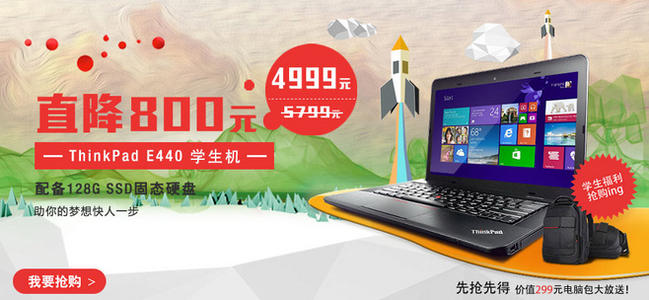 4999元
5799元
直降800元
ThinkPad E440 学生机
配备128G SSD固态硬盘
助你的梦想快人一步
Start
ThinkPad
学生福利
抢购ing
我要抢购 >
先抢先得 价值299元电脑包大放送！